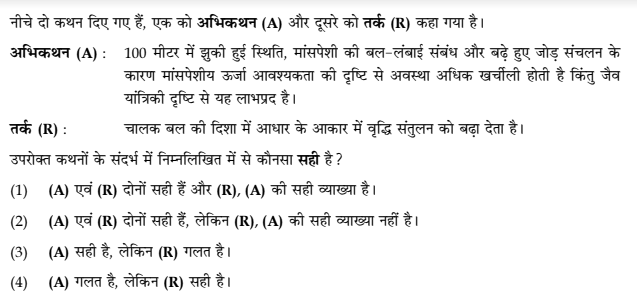 नीचे दो कथन दिए गए हैं, एक को अभिकथन (A) और दूसरे को तर्क (R) कहा गया है।
अभिकथन (A) : 100 मीटर में झुकी हुई स्थिति, मांसपेशी की बल-लंबाई संबंध और बढ़े हुए जोड़ संचलन के
कारण मांसपेशीय ऊर्जा आवश्यकता की दृष्टि से अवस्था अधिक खर्चीली होती है किंतु जैव
यांत्रिकी दृष्टि से यह लाभप्रद है।
तर्क (R) : चालक बल की दिशा में आधार के आकार में वृद्धि संतुलन को बढ़ा देता है।
उपरोक्त कथनों के संदर्भ में निम्नलिखित में से कौनसा सही है ?
(1) (A) एवं (R) दोनों सही हैं और (R), (A) की सही व्याख्या है।
(2) (A) एवं (R) दोनों सही हैं, लेकिन (R), (A) की सही व्याख्या नहीं है।
(3) (A) सही है, लेकिन (R) गलत है।
(4) (A) गलत है, लेकिन (R) सही है।